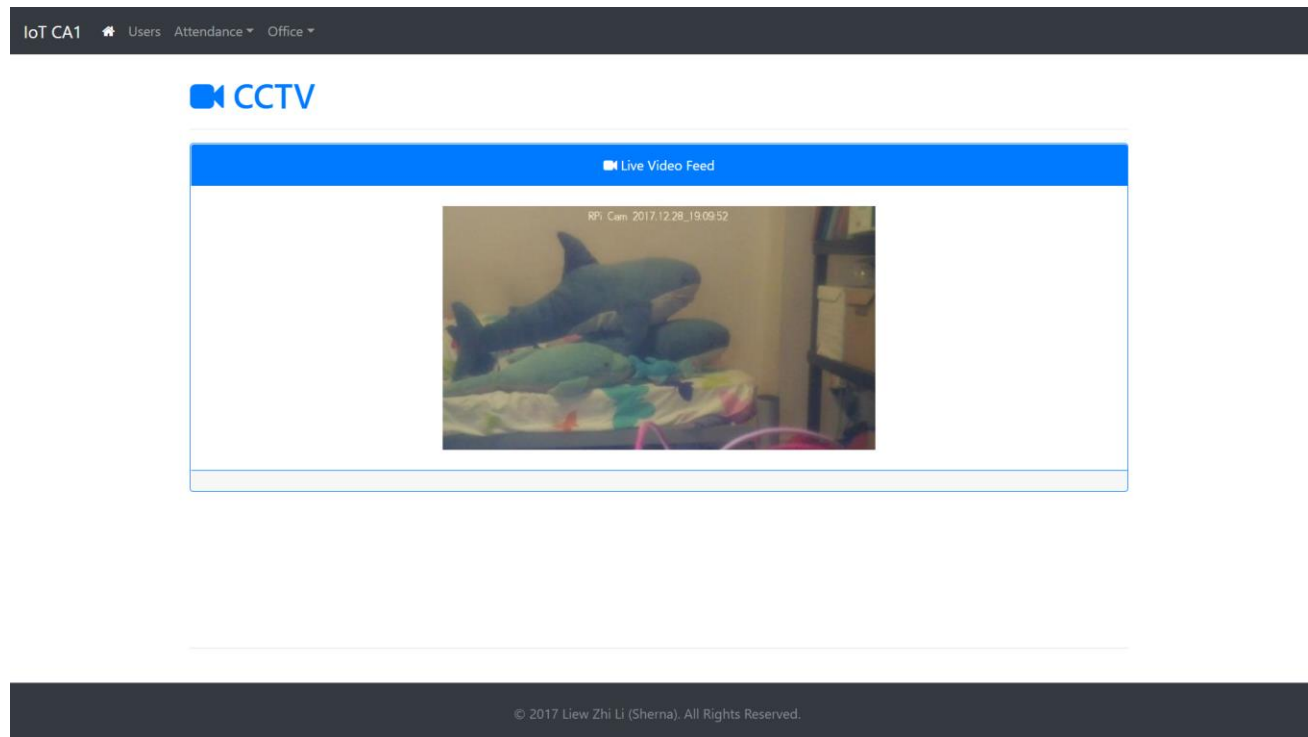 IoT CA1 Users Attendance Office
CCTV
Live Video Feed
RPi Cam 2017.12.28_19:09:52
© 2017 Liew Zhi Li (Sherna). All Rights Reserved.